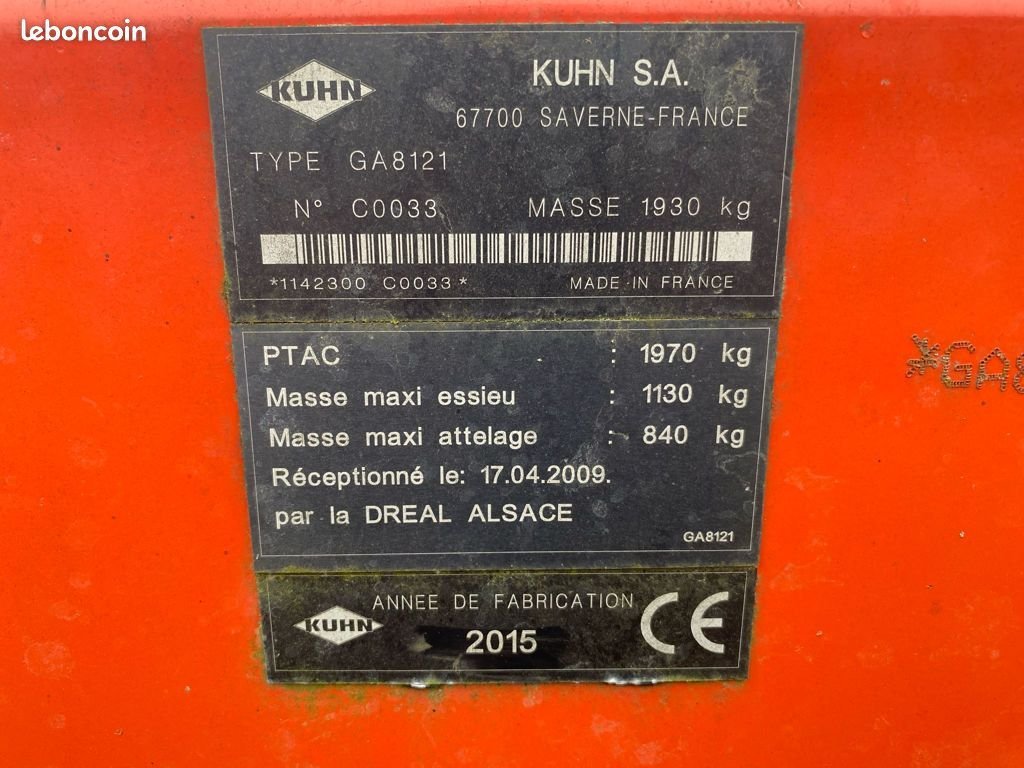 leboncoin
KUHN
KUHN S.A.
67700 SAVERNE-FRANCE
TYPE GA8121
N° C0033 MASSE 1930 kg
*1142300 C0033* MADE IN FRANCE
PTAC : 1970 kg
Masse maxi essieu : 1130 kg
Masse maxi attelage : 840 kg
Réceptionné le: 17.04.2009.
par la DREAL ALSACE
GA8121
*GA8
KUHN
ANNEE DE FABRICATION
2015
CE